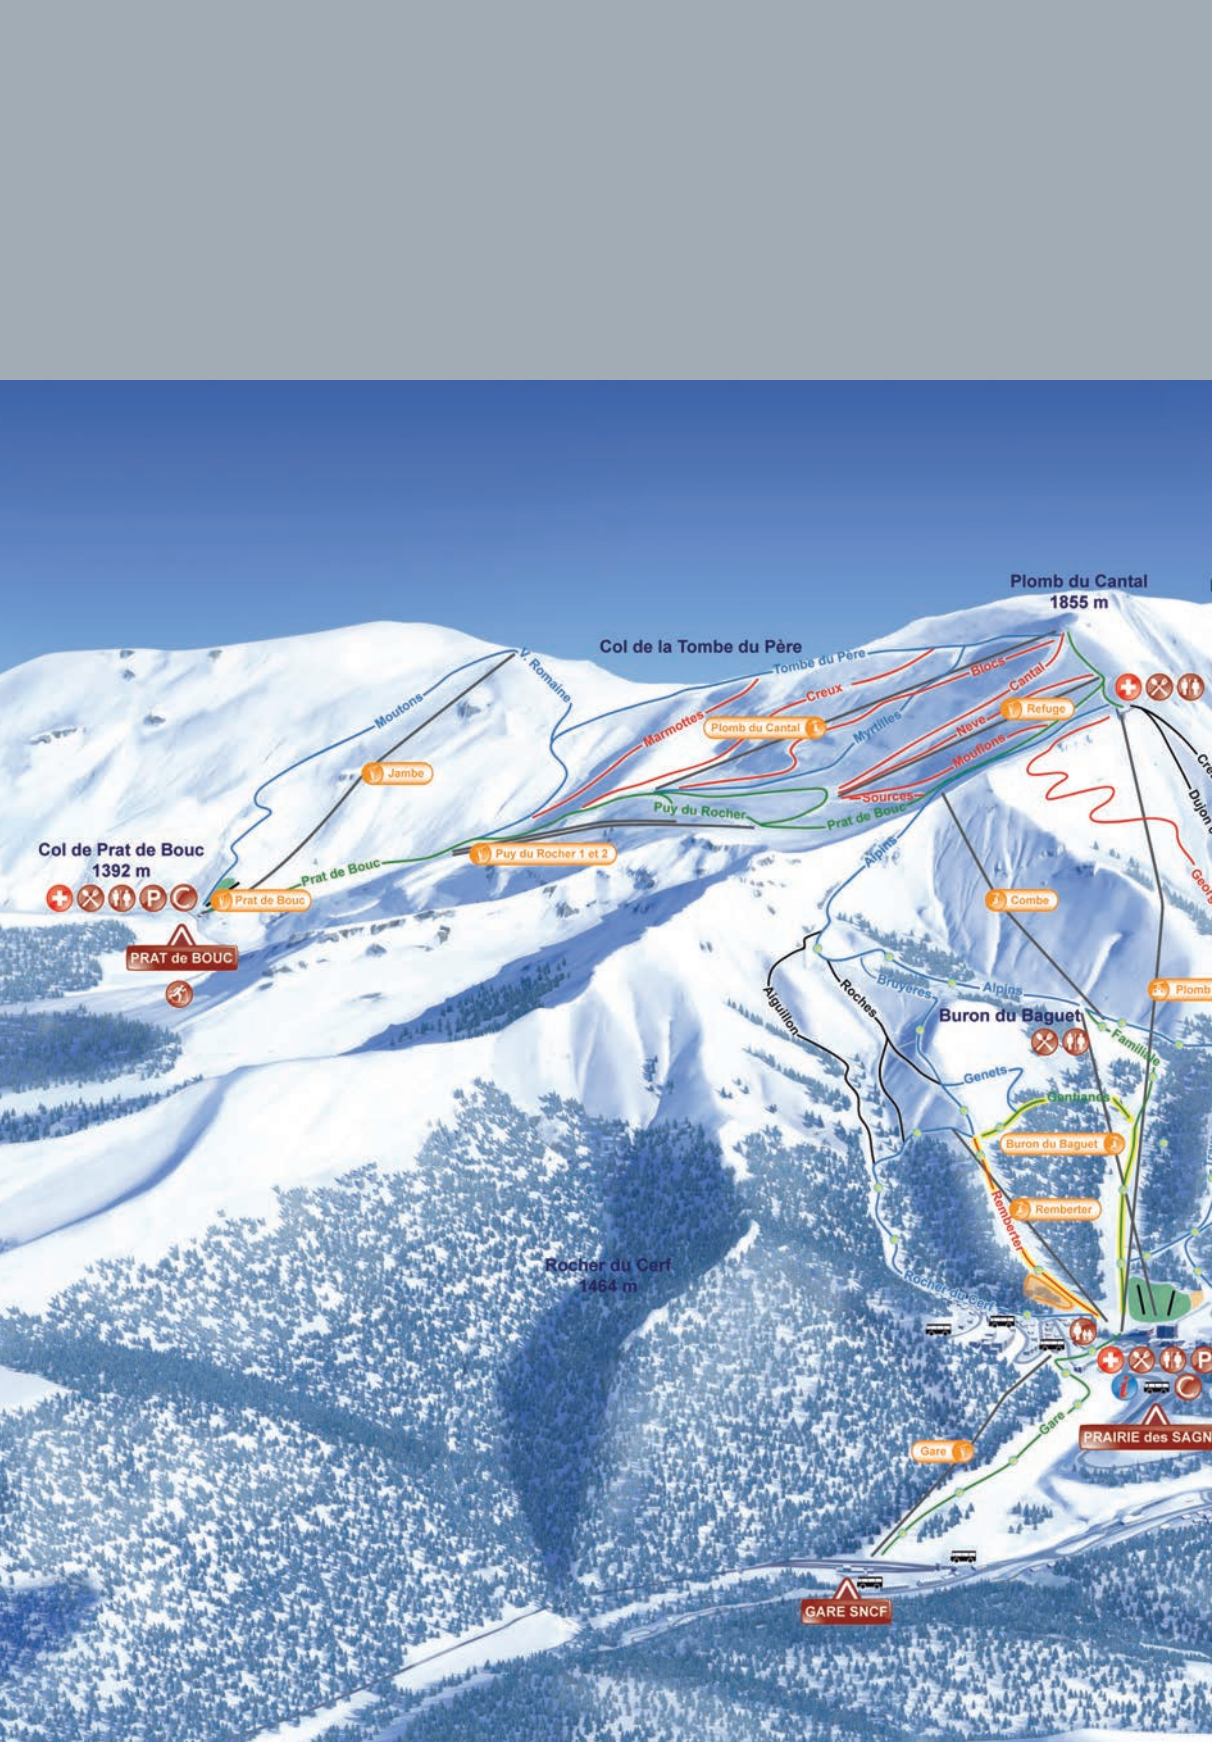 Plomb du Cantal
1855 m
Col de la Tombe du Père
V. Romaine
Tombe du Père
Blocs
Cantal
Creux
Moutons
Marmottes
Refuge
Plomb du Cantal
Myrtilles
Neve
Mouflons
Jambe
Sources
Puy du Rocher
Prat de Bouc
Dujon
Col de Prat de Bouc
1392 m
Puy du Rocher 1 et 2
Alpins
Prat de Bouc
P
Prat de Bouc
Combe
Georg
PRAT de BOUC
Bruyères
Alpins
Plomb
Roches
Aiguillon
Buron du Baguet
Familiale
Genets
Gentianes
Buron du Baguet
Remberter
Remberter
Rocher du Cerf
1464 m
Rocher du Cerf
P
i
Gare
PRAIRIE des SAGN
Gare
GARE SNCF